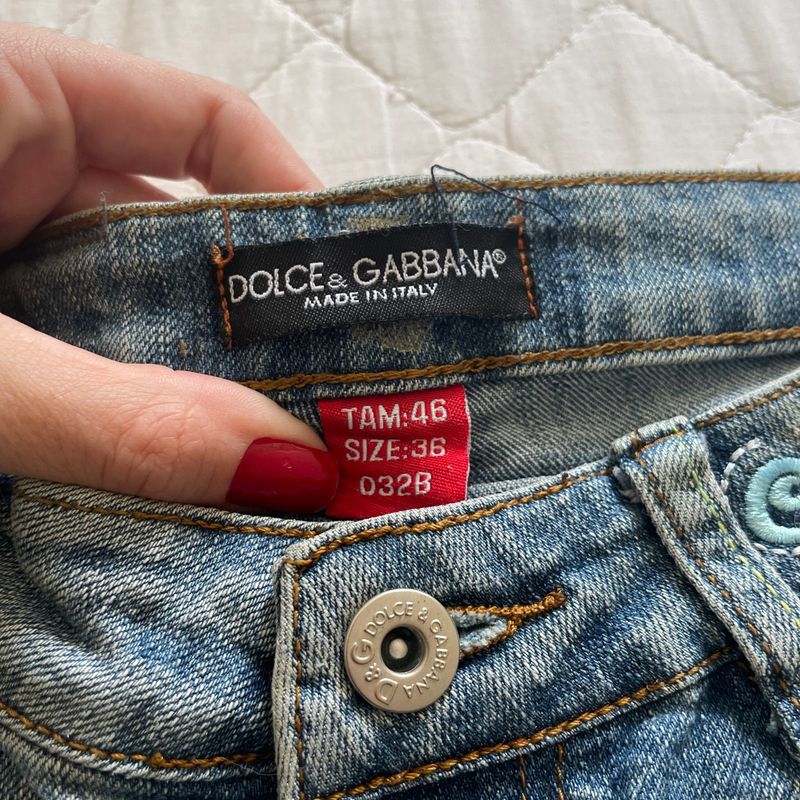 DOLCE & GABBANA®
MADE IN ITALY
TAM:46
SIZE:36
032B
DOLCE & GABBANA
D&G